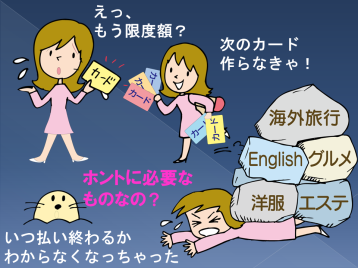 えっ、
もう限度額？
カード
次のカード
作らなきゃ！
カード
カード
カード
カード
海外旅行
English
グルメ
洋服
エステ
ホントに必要な
ものなの？
いつ払い終わるか
わからなくなっちゃった